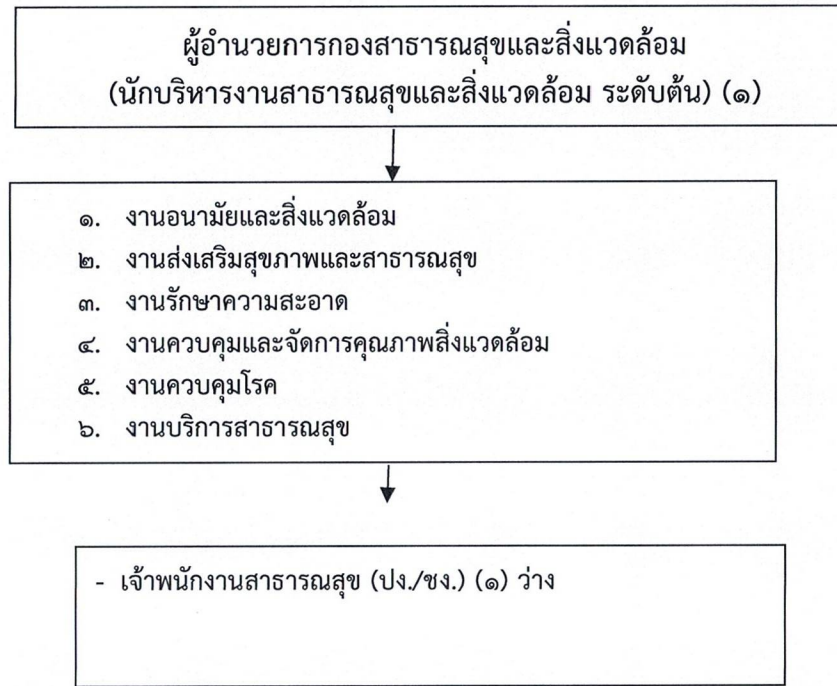 ผู้อำนวยการกองสาธารณสุขและสิ่งแวดล้อม
(นักบริหารงานสาธารณสุขและสิ่งแวดล้อม ระดับต้น) (๑)
๑. งานอนามัยและสิ่งแวดล้อม
๒. งานส่งเสริมสุขภาพและสาธารณสุข
๓. งานรักษาความสะอาด
๔. งานควบคุมและจัดการคุณภาพสิ่งแวดล้อม
๕. งานควบคุมโรค
๖. งานบริการสาธารณสุข
- เจ้าพนักงานสาธารณสุข (ปง./ชง.) (๑) ว่าง